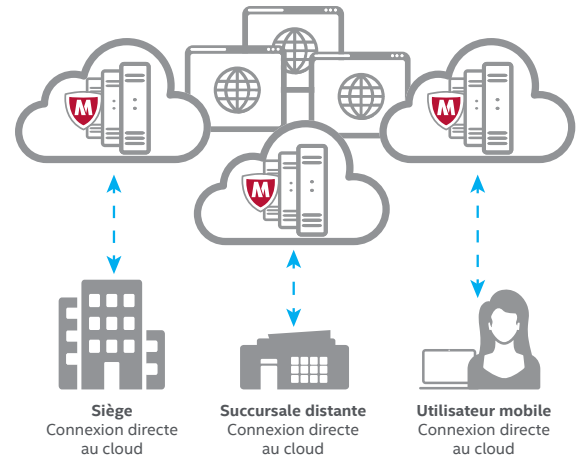 M
M
M
Siège
Connexion directe
au cloud
Succursale distante
Connexion directe
au cloud
Utilisateur mobile
Connexion directe
au cloud